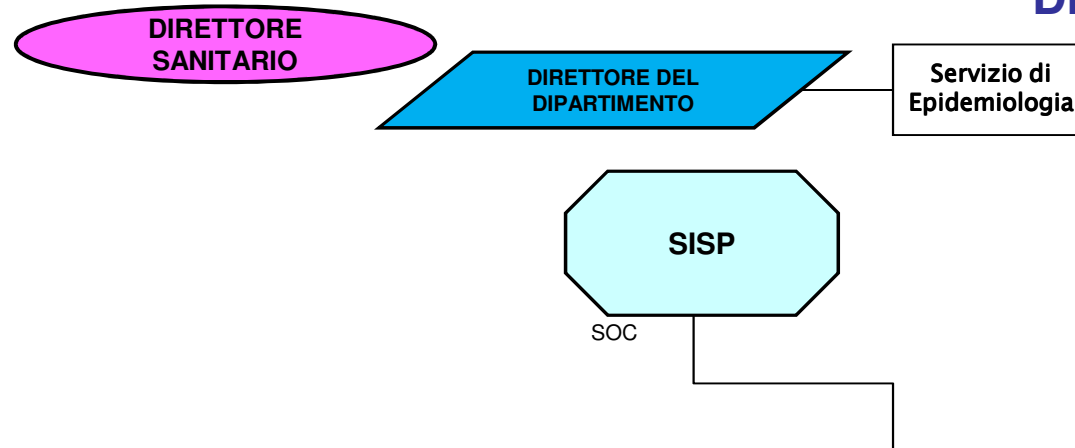 DIRETTORE
SANITARIO
DIRETTORE DEL
DIPARTIMENTO
Servizio di
Epidemiologia
SISP
SOC